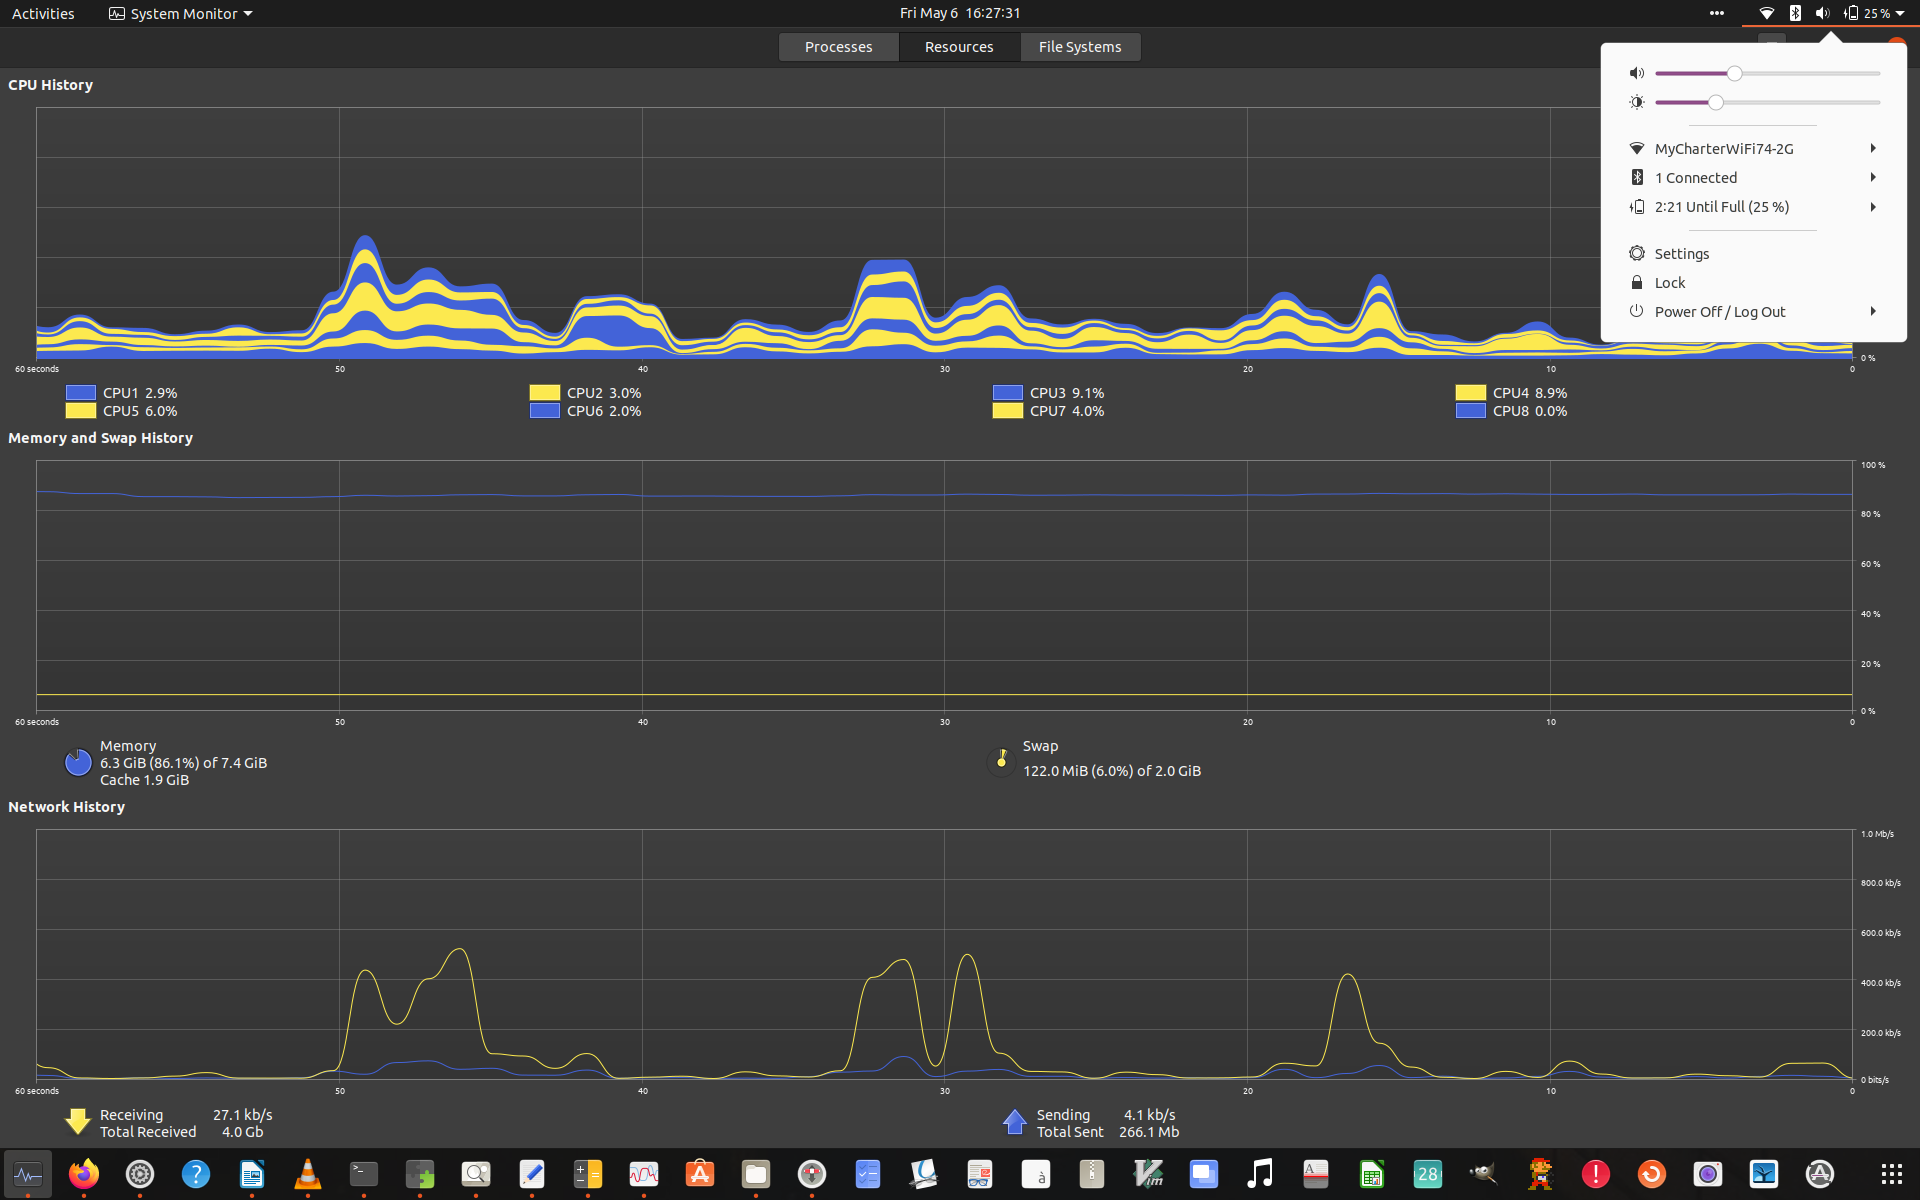 Activities
System Monitor
Fri May 6 16:27:31
25 %
Processes
Resources
File Systems
MyCharterWiFi74-2G
1 Connected
2:21 Until Full (25 %)
Settings
Lock
Power Off / Log Out
CPU History
0 %
60 seconds 50 40 30 20 10 0
CPU1 2.9% CPU2 3.0% CPU3 9.1% CPU4 8.9%
CPU5 6.0% CPU6 2.0% CPU7 4.0% CPU8 0.0%
Memory and Swap History
100 %
80 %
60 %
40 %
20 %
0 %
60 seconds 50 40 30 20 10 0
Memory
6.3 GiB (86.1%) of 7.4 GiB
Cache 1.9 GiB
Swap
122.0 MiB (6.0%) of 2.0 GiB
Network History
1.0 Mb/s
800.0 kb/s
600.0 kb/s
400.0 kb/s
200.0 kb/s
0 bits/s
60 seconds 50 40 30 20 10 0
Receiving 27.1 kb/s
Total Received 4.0 Gb
Sending 4.1 kb/s
Total Sent 266.1 Mb
? >_ A à Vim A 28 ! A